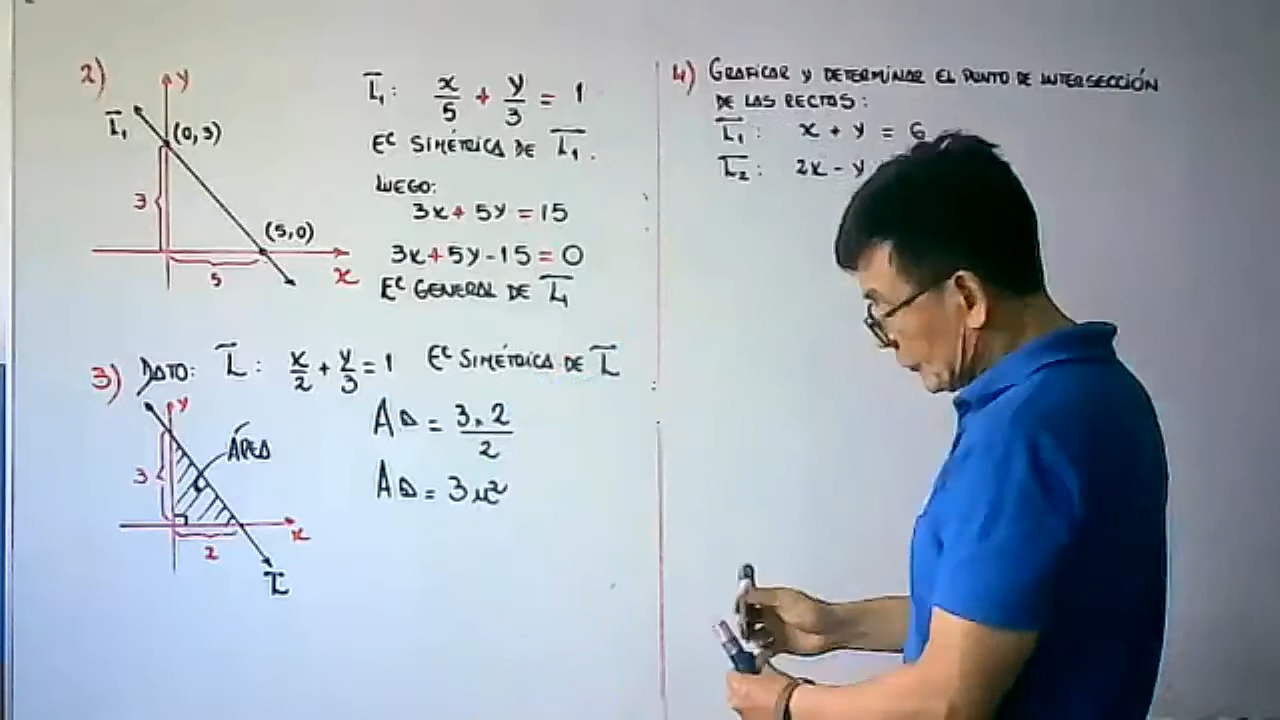 2)
y
L₁
(0,3)
3
(5,0)
5
x
L₁: x/5 + y/3 = 1
Eᶜ SIMÉTRICA DE L₁.
LUEGO:
3x+5y=15
3x+5y-15=0
Eᶜ GENERAL DE L₁
3) DATO: L: x/2 + y/3 = 1 Eᶜ SIMÉTRICA DE L
y
ÁREA
3
2
x
L
A△ = 3.2/2
A△ = 3u²
4) GRAFICAR Y DETERMINAR EL PUNTO DE INTERSECCIÓN
DE LAS RECTAS:
L₁: x + y = 6
L₂: 2x - y